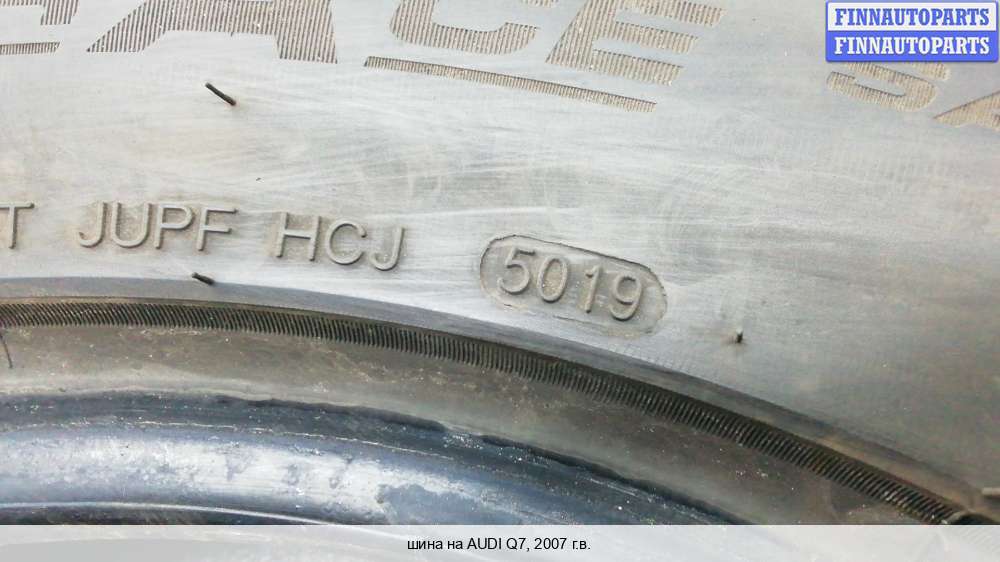 FINNAUTOPARTS
FINNAUTOPARTS
JUPF HCJ 5019
шина на AUDI Q7, 2007 г.в.